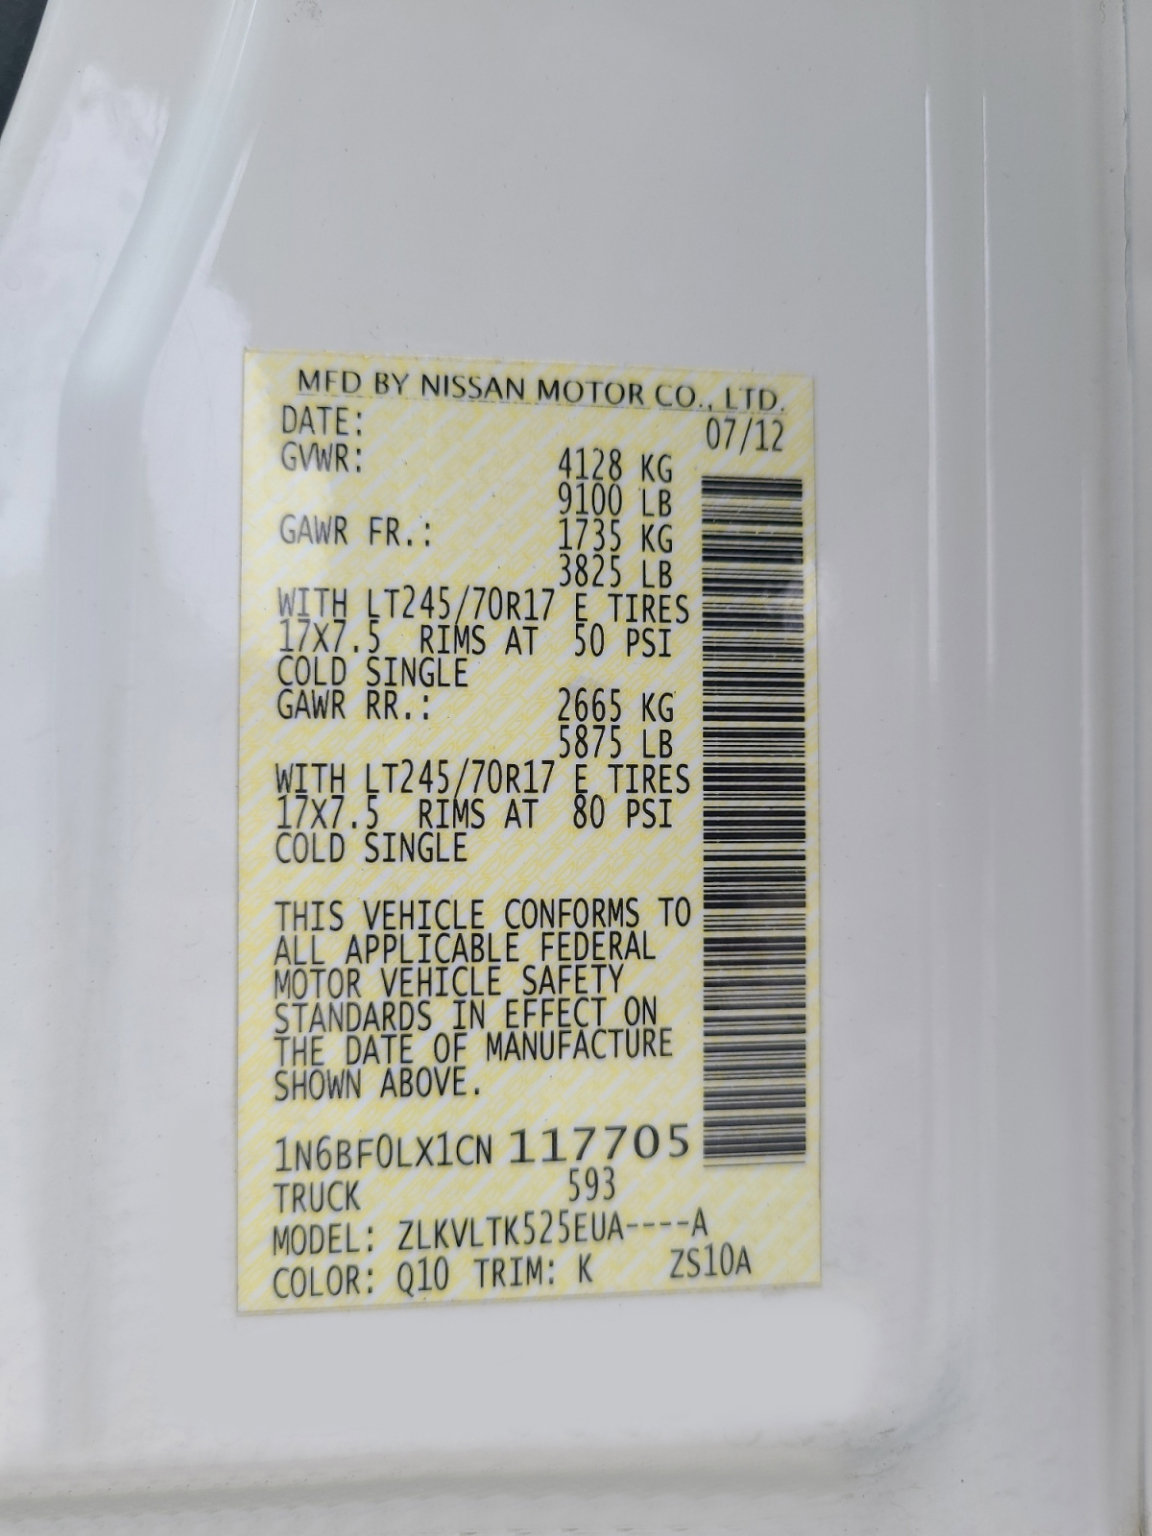 MFD BY NISSAN MOTOR CO., LTD.
DATE: 07/12
GVWR: 4128 KG
9100 LB
GAWR FR.: 1735 KG
3825 LB
WITH LT245/70R17 E TIRES
17X7.5 RIMS AT 50 PSI
COLD SINGLE
GAWR RR.: 2665 KG
5875 LB
WITH LT245/70R17 E TIRES
17X7.5 RIMS AT 80 PSI
COLD SINGLE
THIS VEHICLE CONFORMS TO
ALL APPLICABLE FEDERAL
MOTOR VEHICLE SAFETY
STANDARDS IN EFFECT ON
THE DATE OF MANUFACTURE
SHOWN ABOVE.
1N6BF0LX1CN 117705
TRUCK 593
MODEL: ZLKVLTK525EUA----A
COLOR: Q10 TRIM: K ZS10A